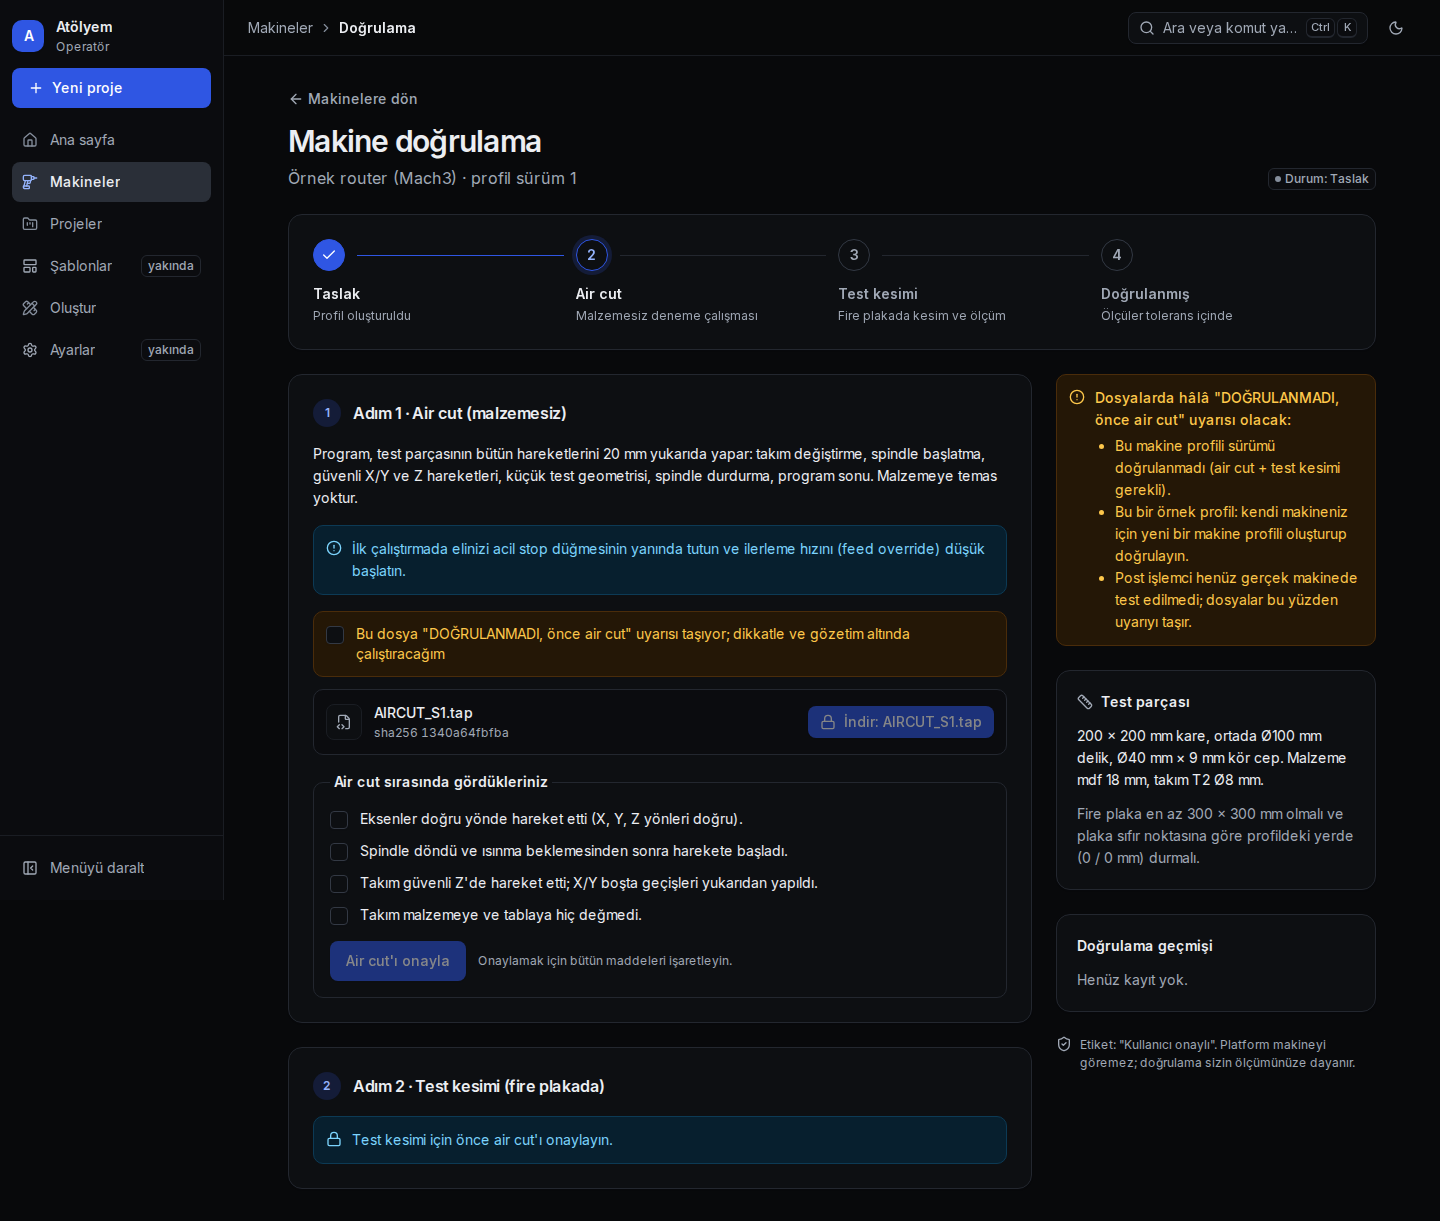 A
Atölyem
Operatör
Yeni proje
Ana sayfa
Makineler
Projeler
Şablonlar yakında
Oluştur
Ayarlar yakında
Menüyü daralt
Makineler > Doğrulama
Ara veya komut ya... Ctrl K
Makinelere dön
Makine doğrulama
Örnek router (Mach3) · profil sürüm 1
Durum: Taslak
2 3 4
Taslak Air cut Test kesimi Doğrulanmış
Profil oluşturuldu Malzemesiz deneme çalışması Fire plakada kesim ve ölçüm Ölçüler tolerans içinde
1 Adım 1 · Air cut (malzemesiz)
Program, test parçasının bütün hareketlerini 20 mm yukarıda yapar: takım değiştirme, spindle başlatma,
güvenli X/Y ve Z hareketleri, küçük test geometrisi, spindle durdurma, program sonu. Malzemeye temas
yoktur.
İlk çalıştırmada elinizi acil stop düğmesinin yanında tutun ve ilerleme hızını (feed override) düşük
başlatın.
Bu dosya "DOĞRULANMADI, önce air cut" uyarısı taşıyor; dikkatle ve gözetim altında
çalıştıracağım
AIRCUT_S1.tap
sha256 1340a64fbfba
İndir: AIRCUT_S1.tap
Air cut sırasında gördükleriniz
Eksenler doğru yönde hareket etti (X, Y, Z yönleri doğru).
Spindle döndü ve ısınma beklemesinden sonra harekete başladı.
Takım güvenli Z'de hareket etti; X/Y boşta geçişleri yukarıdan yapıldı.
Takım malzemeye ve tablaya hiç değmedi.
Air cut'ı onayla Onaylamak için bütün maddeleri işaretleyin.
2 Adım 2 · Test kesimi (fire plakada)
Test kesimi için önce air cut'ı onaylayın.
Dosyalarda hâlâ "DOĞRULANMADI,
önce air cut" uyarısı olacak:
• Bu makine profili sürümü
doğrulanmadı (air cut + test kesimi
gerekli).
• Bu bir örnek profil: kendi makineniz
için yeni bir makine profili oluşturup
doğrulayın.
• Post işlemci henüz gerçek makinede
test edilmedi; dosyalar bu yüzden
uyarıyı taşır.
Test parçası
200 × 200 mm kare, ortada Ø100 mm
delik, Ø40 mm × 9 mm kör cep. Malzeme
mdf 18 mm, takım T2 Ø8 mm.
Fire plaka en az 300 × 300 mm olmalı ve
plaka sıfır noktasına göre profildeki yerde
(0 / 0 mm) durmalı.
Doğrulama geçmişi
Henüz kayıt yok.
Etiket: "Kullanıcı onaylı". Platform makineyi
göremez; doğrulama sizin ölçümünüze dayanır.